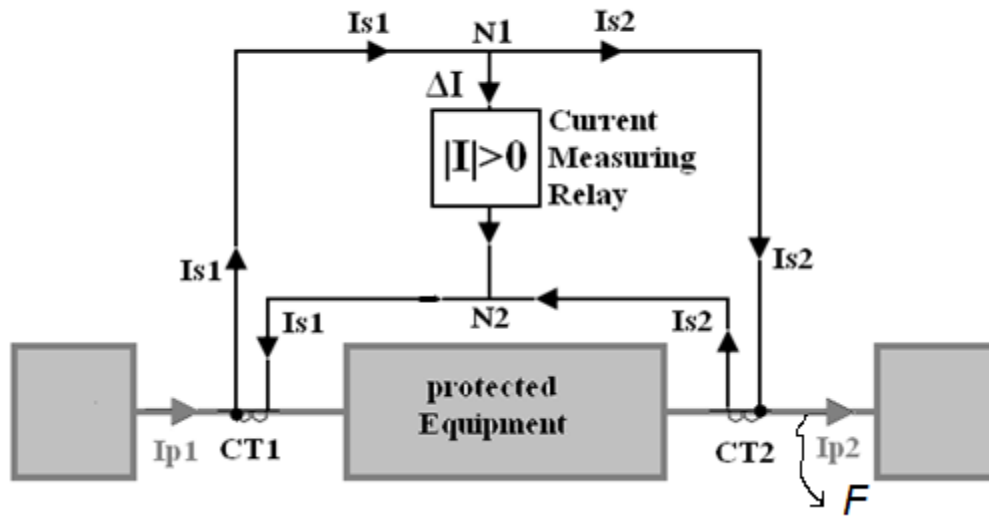 Is1
N1
Is2
ΔI
|I|>0
Current
Measuring
Relay
Is1
Is2
Is1
N2
Is2
protected
Equipment
Ip1
CT1
CT2
Ip2
F